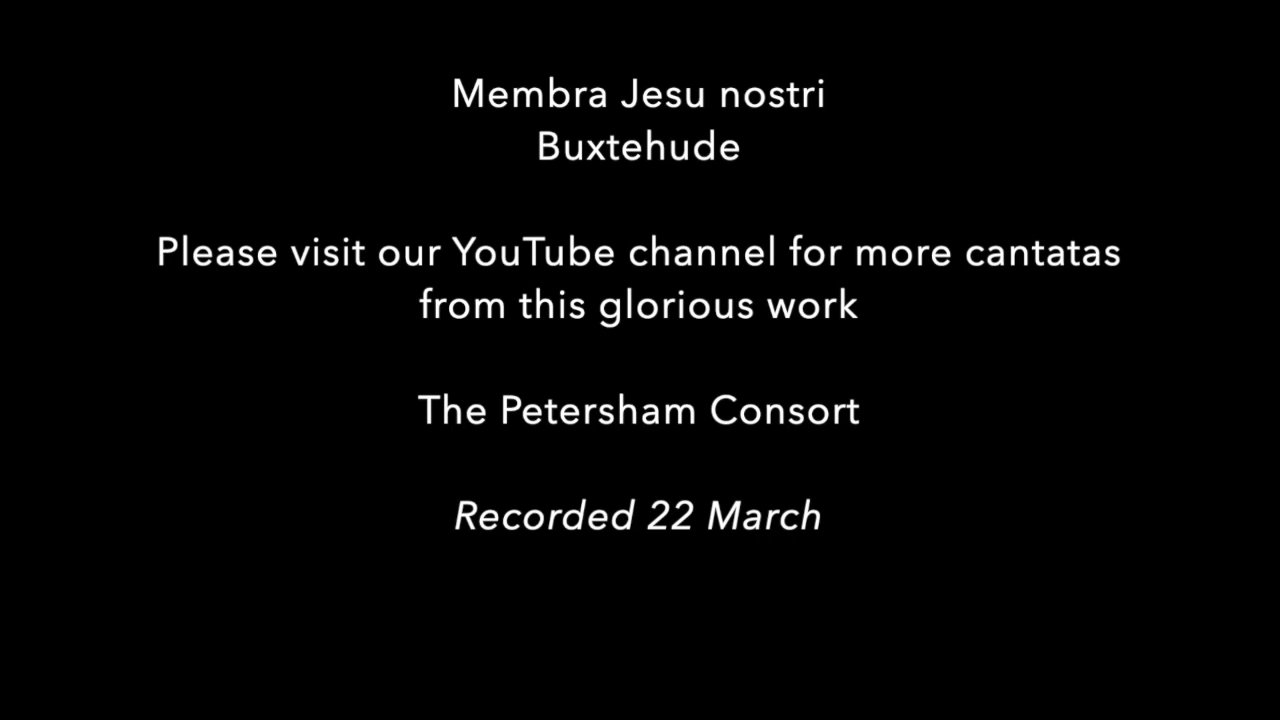 Membra Jesu nostri
Buxtehude
Please visit our YouTube channel for more cantatas
from this glorious work
The Petersham Consort
Recorded 22 March